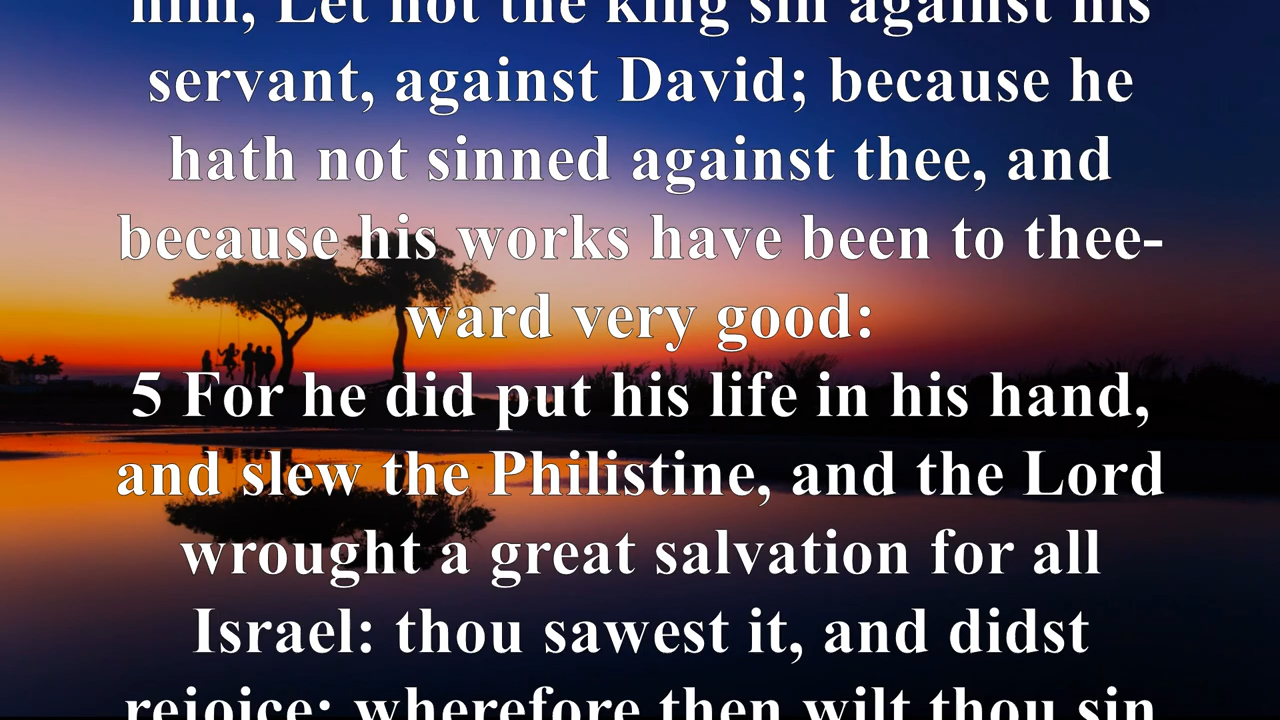 him, Let not the king sin against his
servant, against David; because he
hath not sinned against thee, and
because his works have been to thee-
ward very good:
5 For he did put his life in his hand,
and slew the Philistine, and the Lord
wrought a great salvation for all
Israel: thou sawest it, and didst
rejoice: wherefore then wilt thou sin